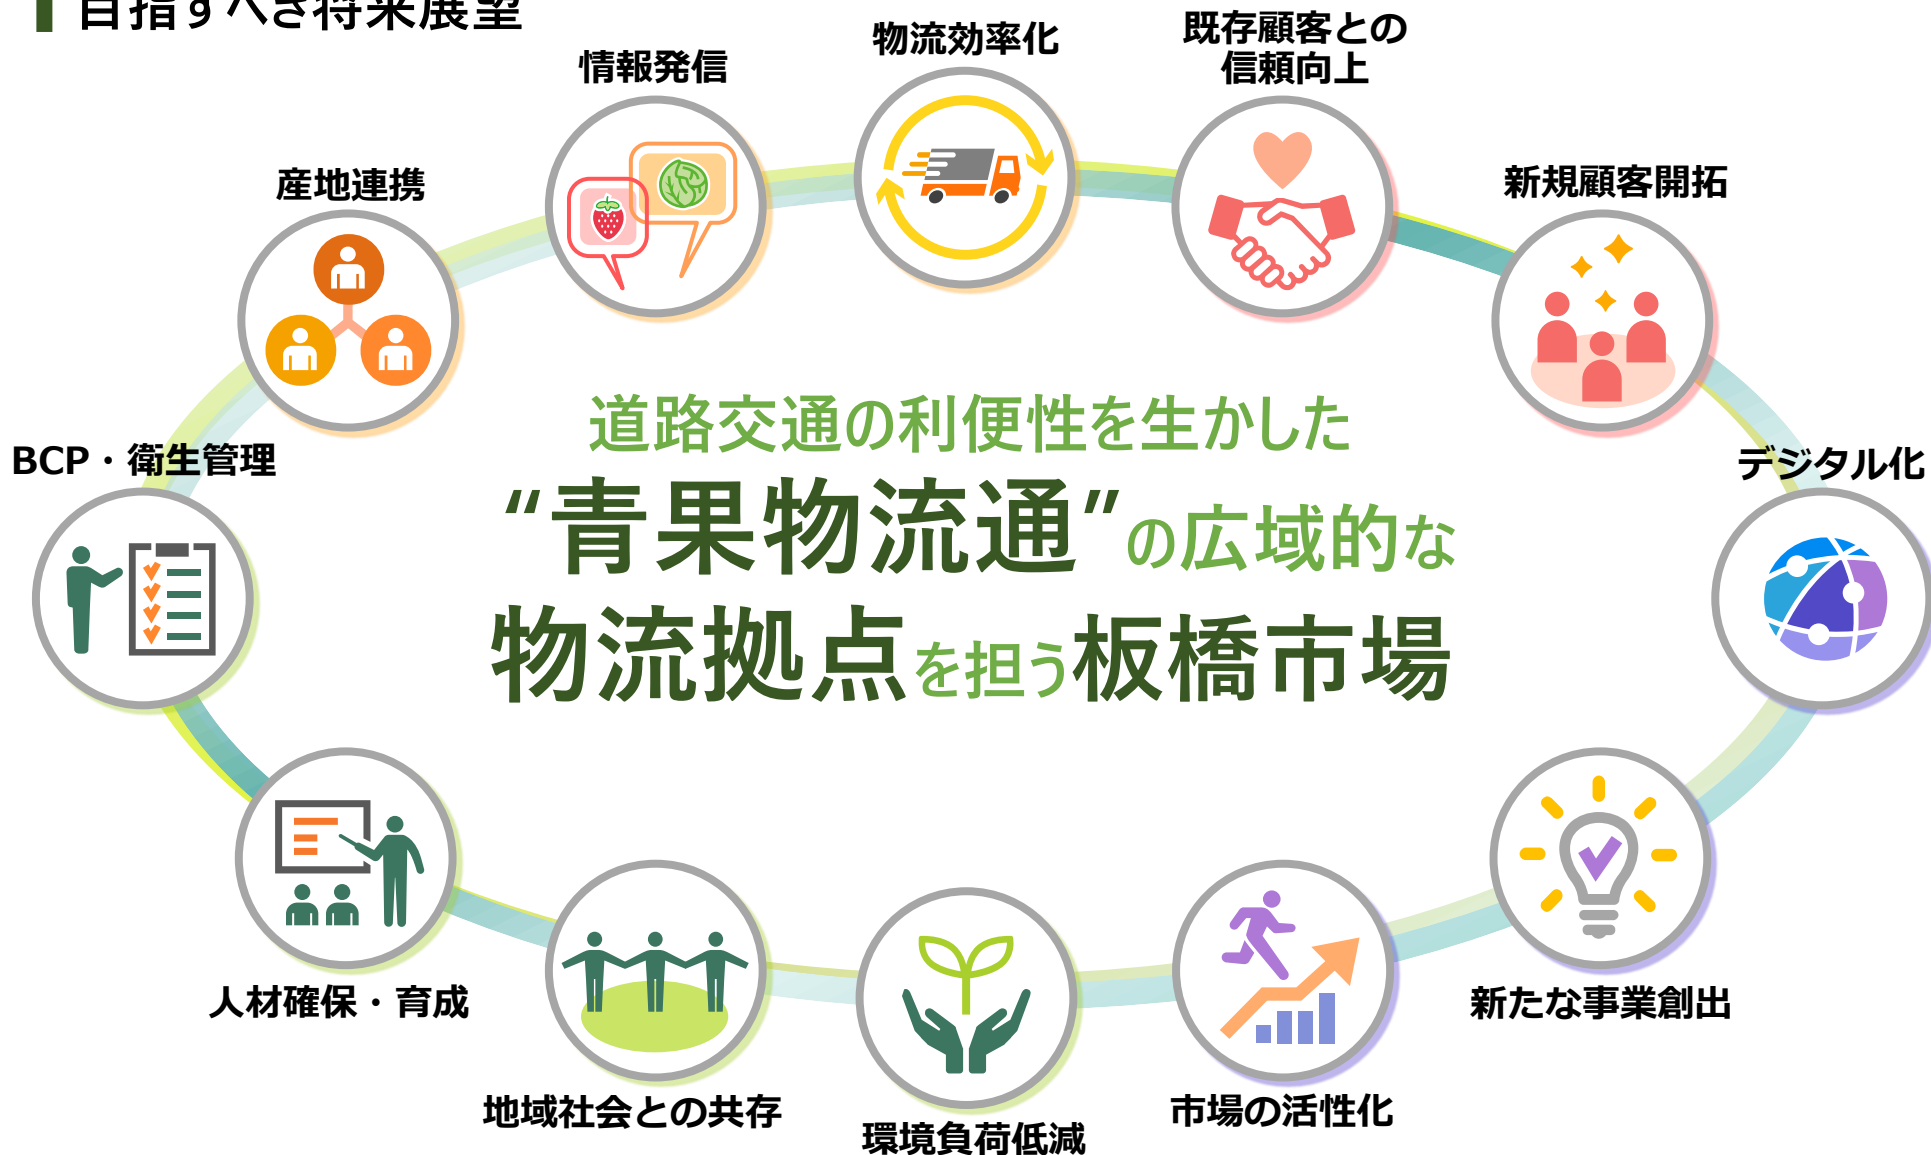 目指すべき将来展望
物流効率化
既存顧客との
信頼向上
情報発信
新規顧客開拓
産地連携
デジタル化
BCP・衛生管理
道路交通の利便性を生かした
“青果物流通”の広域的な
物流拠点を担う板橋市場
人材確保・育成
新たな事業創出
地域社会との共存
市場の活性化
環境負荷低減